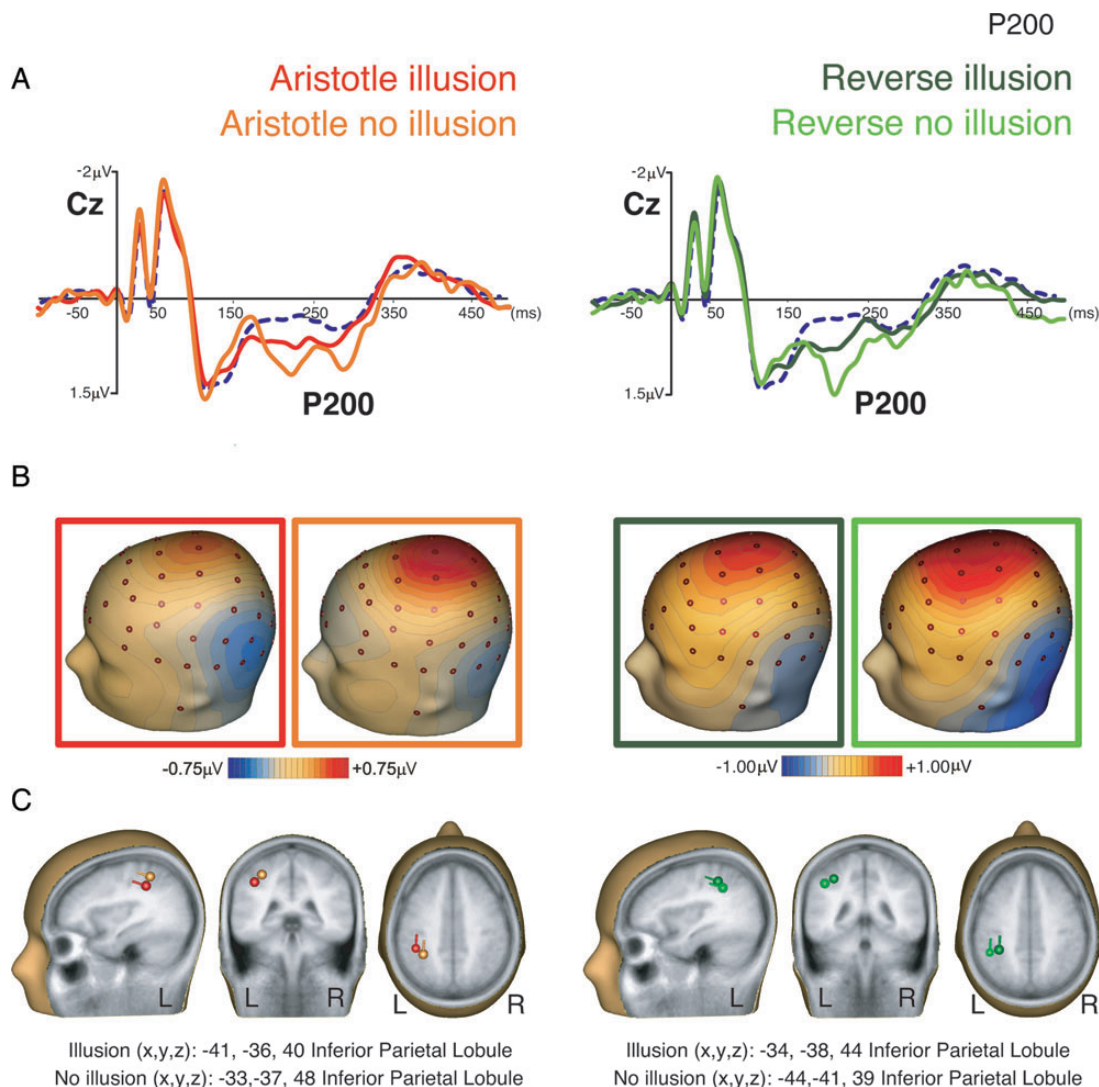 P200
A
Aristotle illusion
Aristotle no illusion
Reverse illusion
Reverse no illusion
-2µV
Cz
-50 50 150 250 350 450 (ms)
1.5µV
P200
-2µV
Cz
-50 50 150 250 350 450 (ms)
1.5µV
P200
B
-0.75µV +0.75µV
-1.00µV +1.00µV
C
L L R L R
L L R L R
Illusion (x,y,z): -41, -36, 40 Inferior Parietal Lobule
No illusion (x,y,z): -33,-37, 48 Inferior Parietal Lobule
Illusion (x,y,z): -34, -38, 44 Inferior Parietal Lobule
No illusion (x,y,z): -44,-41, 39 Inferior Parietal Lobule